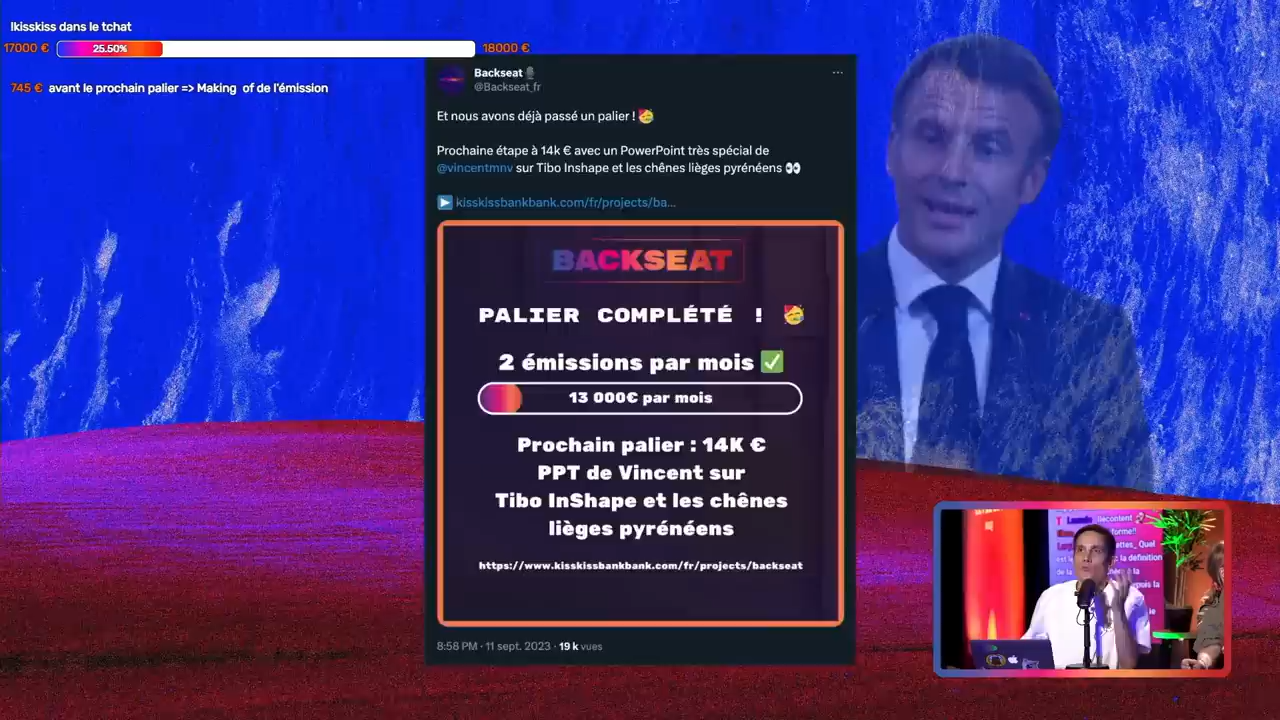 !kisskiss dans le tchat
17000 € 25.50% 18000 €
745 € avant le prochain palier => Making of de l'émission
Backseat🎙️
@Backseat_fr
Et nous avons déjà passé un palier ! 🥳
Prochaine étape à 14k € avec un PowerPoint très spécial de
@vincentmnv sur Tibo Inshape et les chênes lièges pyrénéens 👀
▶️ kisskissbankbank.com/fr/projects/ba…
BACKSEAT
PALIER COMPLÉTÉ ! 🥳
2 émissions par mois ✅
13 000€ par mois
Prochain palier : 14K €
PPT de Vincent sur
Tibo InShape et les chênes
lièges pyrénéens
https://www.kisskissbankbank.com/fr/projects/backseat
8:58 PM · 11 sept. 2023 · 19 k vues